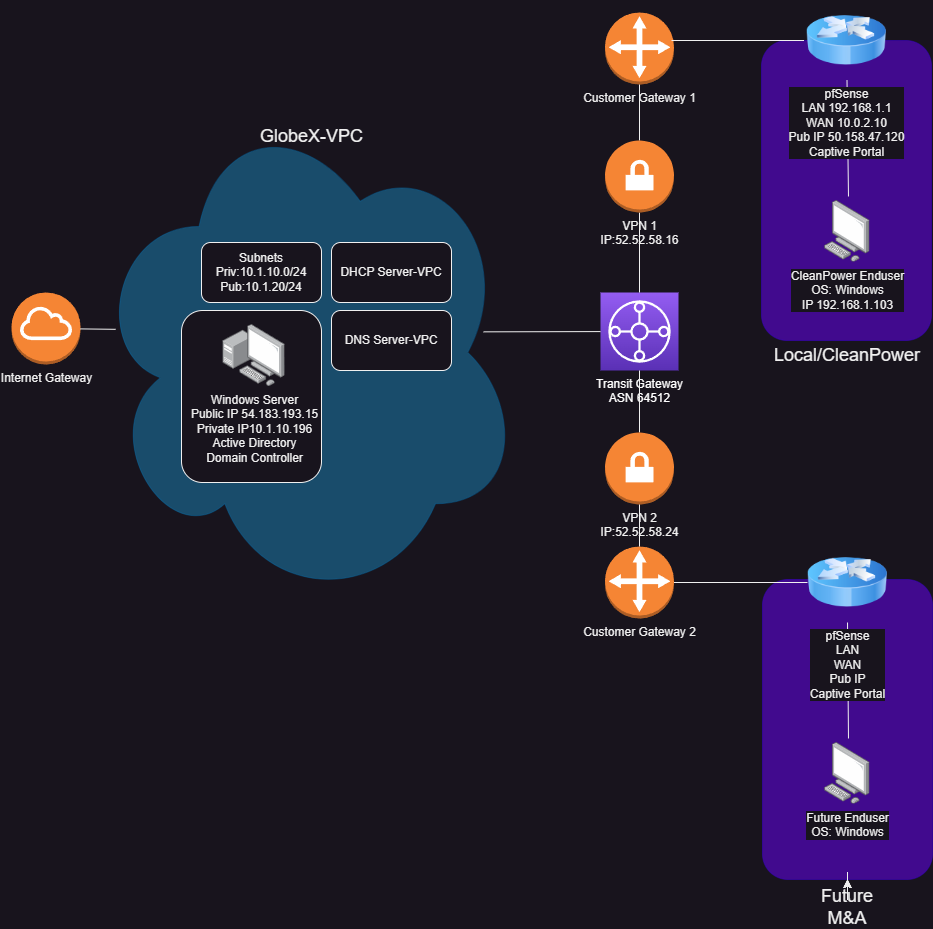 GlobeX-VPC
Subnets
Priv:10.1.10.0/24
Pub:10.1.20/24
DHCP Server-VPC
DNS Server-VPC
Windows Server
Public IP 54.183.193.15
Private IP10.1.10.196
Active Directory
Domain Controller
Internet Gateway
Customer Gateway 1
VPN 1
IP:52.52.58.16
Transit Gateway
ASN 64512
VPN 2
IP:52.52.58.24
Customer Gateway 2
pfSense
LAN 192.168.1.1
WAN 10.0.2.10
Pub IP 50.158.47.120
Captive Portal
CleanPower Enduser
OS: Windows
IP 192.168.1.103
Local/CleanPower
pfSense
LAN
WAN
Pub IP
Captive Portal
Future Enduser
OS: Windows
Future
M&A